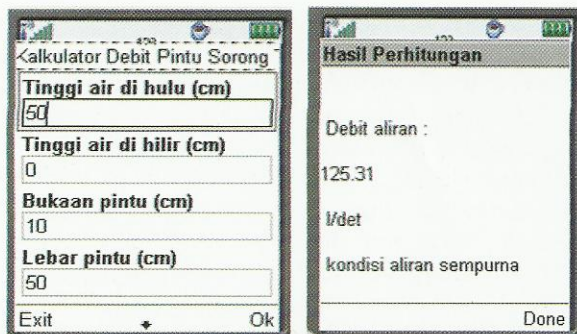 Kalkulator Debit Pintu Sorong
Tinggi air di hulu (cm)
50
Tinggi air di hilir (cm)
0
Bukaan pintu (cm)
10
Lebar pintu (cm)
50
Exit
Ok
Hasil Perhitungan
Debit aliran :
125.31
l/det
kondisi aliran sempurna
Done